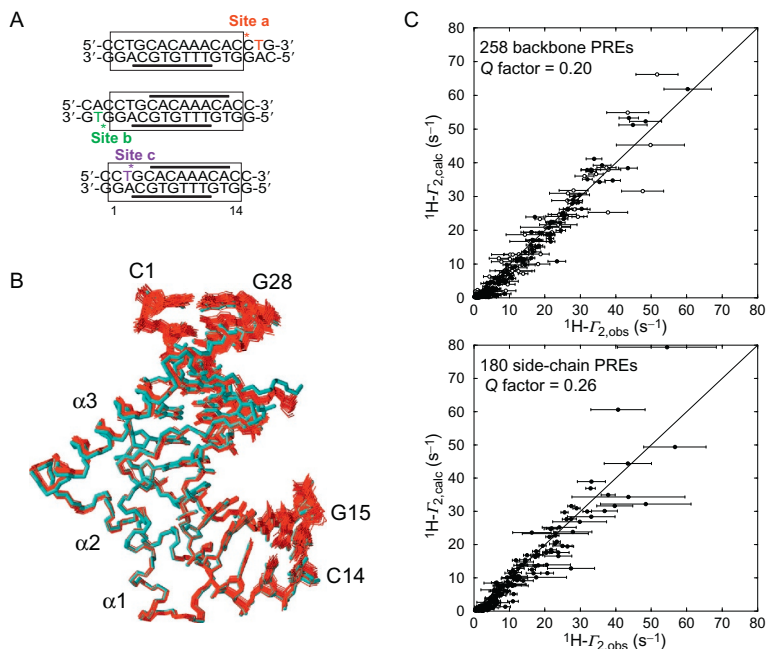 A
Site a
*
5′-CCTGCACAAACACCTG-3′
3′-GGACGTGTTTGTGGAC-5′
5′-CACCTGCACAAACACC-3′
3′-GTGGACGTGTTTGTGG-5′
*
Site b
Site c
*
5′-CCTGCACAAACACC-3′
3′-GGACGTGTTTGTGG-5′
1 14
B
C1
G28
α3
α2
α1
G15
C14
C
258 backbone PREs
Q factor = 0.20
¹H-Γ2,calc (s⁻¹)
80
70
60
50
40
30
20
10
0
0 10 20 30 40 50 60 70 80
¹H-Γ2,obs (s⁻¹)
180 side-chain PREs
Q factor = 0.26
¹H-Γ2,calc (s⁻¹)
80
70
60
50
40
30
20
10
0
0 10 20 30 40 50 60 70 80
¹H-Γ2,obs (s⁻¹)